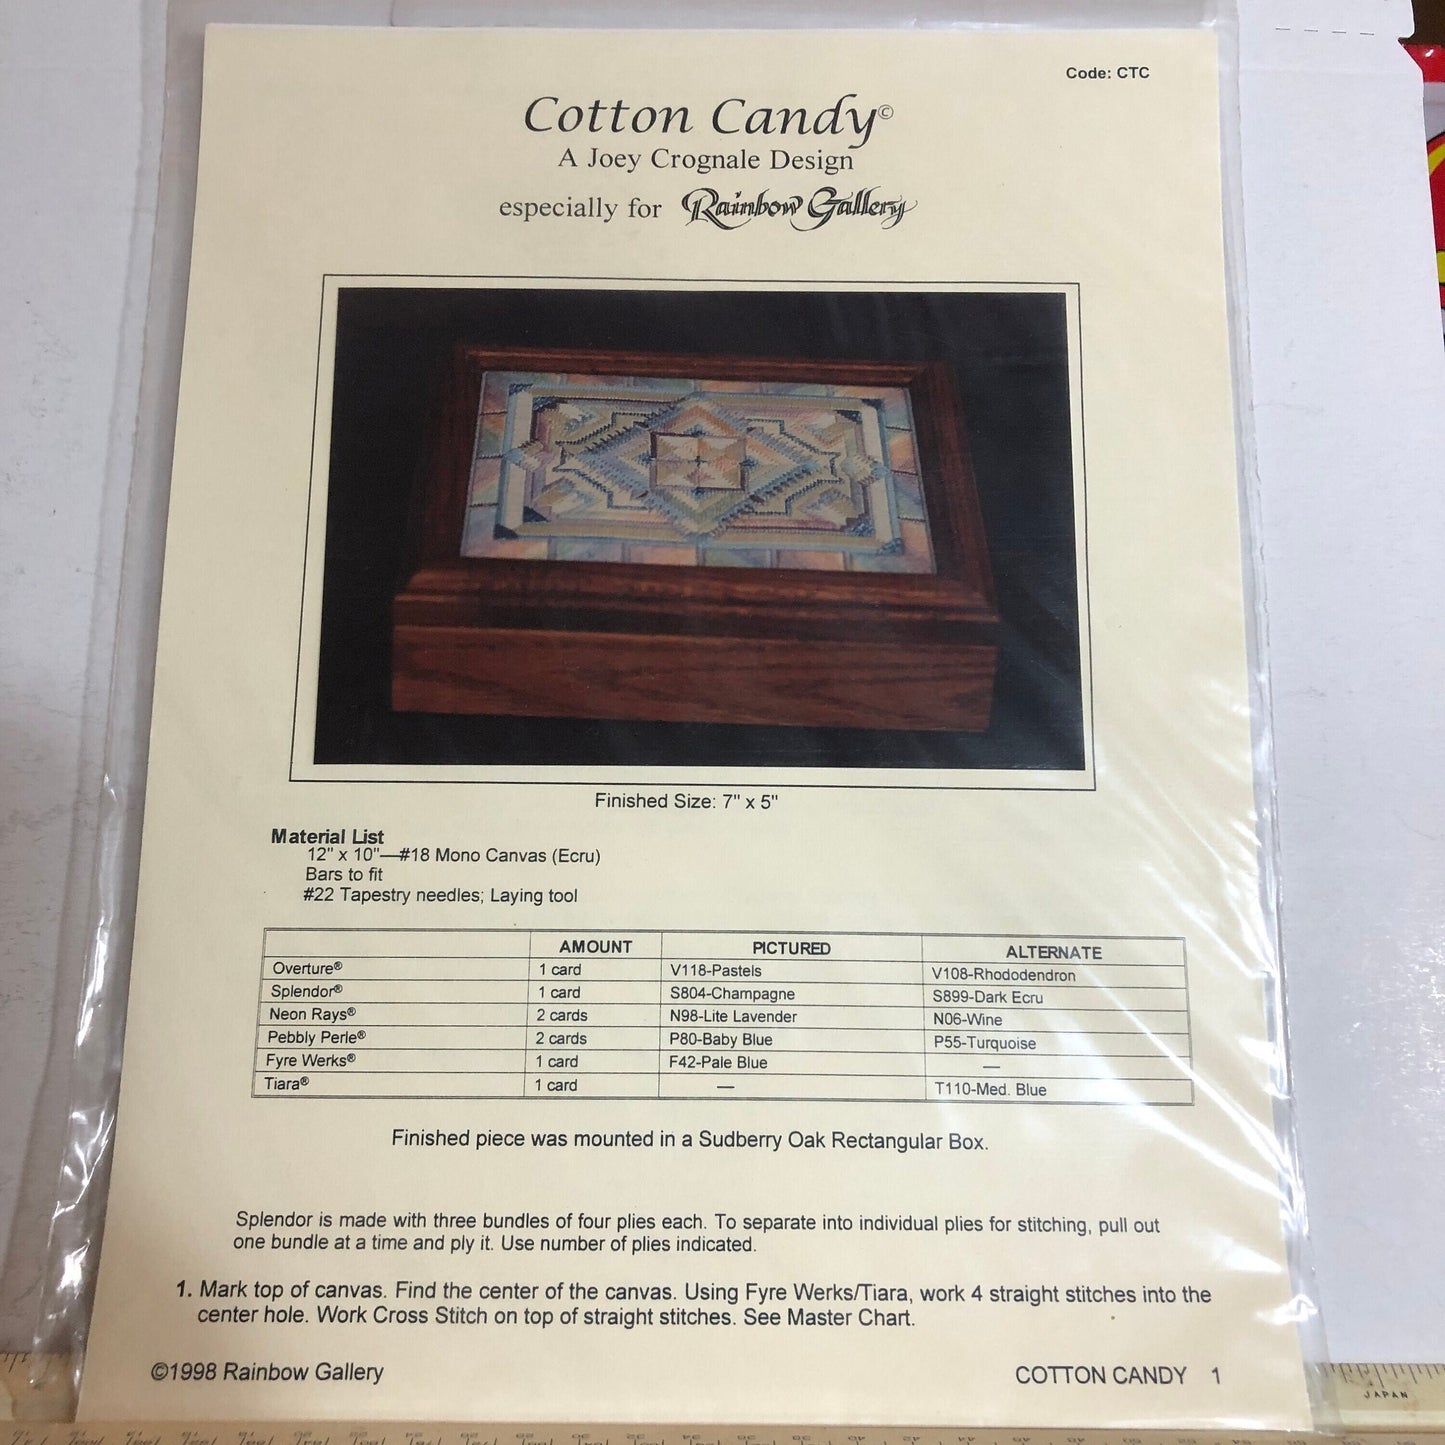 Code: CTC
Cotton Candy©
A Joey Crognale Design
especially for Rainbow Gallery
Finished Size: 7" x 5"
Material List
12" x 10"—#18 Mono Canvas (Ecru)
Bars to fit
#22 Tapestry needles; Laying tool
AMOUNT PICTURED ALTERNATE
Overture® 1 card V118-Pastels V108-Rhododendron
Splendor® 1 card S804-Champagne S899-Dark Ecru
Neon Rays® 2 cards N98-Lite Lavender N06-Wine
Pebbly Perle® 2 cards P80-Baby Blue P55-Turquoise
Fyre Werks® 1 card F42-Pale Blue —
Tiara® 1 card — T110-Med. Blue
Finished piece was mounted in a Sudberry Oak Rectangular Box.
Splendor is made with three bundles of four plies each. To separate into individual plies for stitching, pull out
one bundle at a time and ply it. Use number of plies indicated.
1. Mark top of canvas. Find the center of the canvas. Using Fyre Werks/Tiara, work 4 straight stitches into the
center hole. Work Cross Stitch on top of straight stitches. See Master Chart.
©1998 Rainbow Gallery COTTON CANDY 1
JAPAN